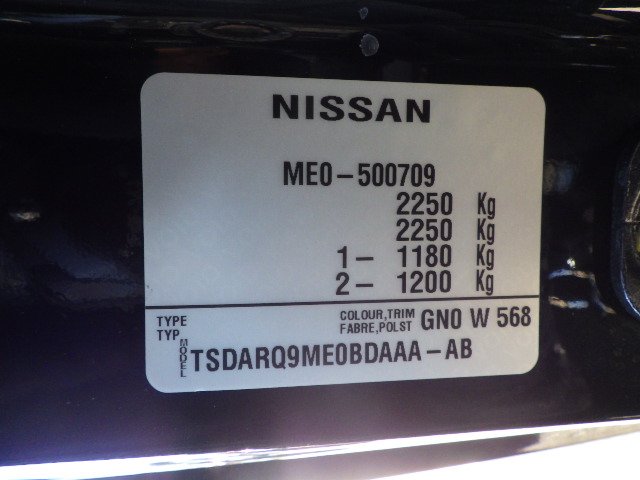 NISSAN
ME0-500709
2250 Kg
2250 Kg
1- 1180 Kg
2- 1200 Kg
TYPE COLOUR,TRIM GN0 W 568
TYP FABRE,POLST
MODEL TSDARQ9ME0BDAAA-AB